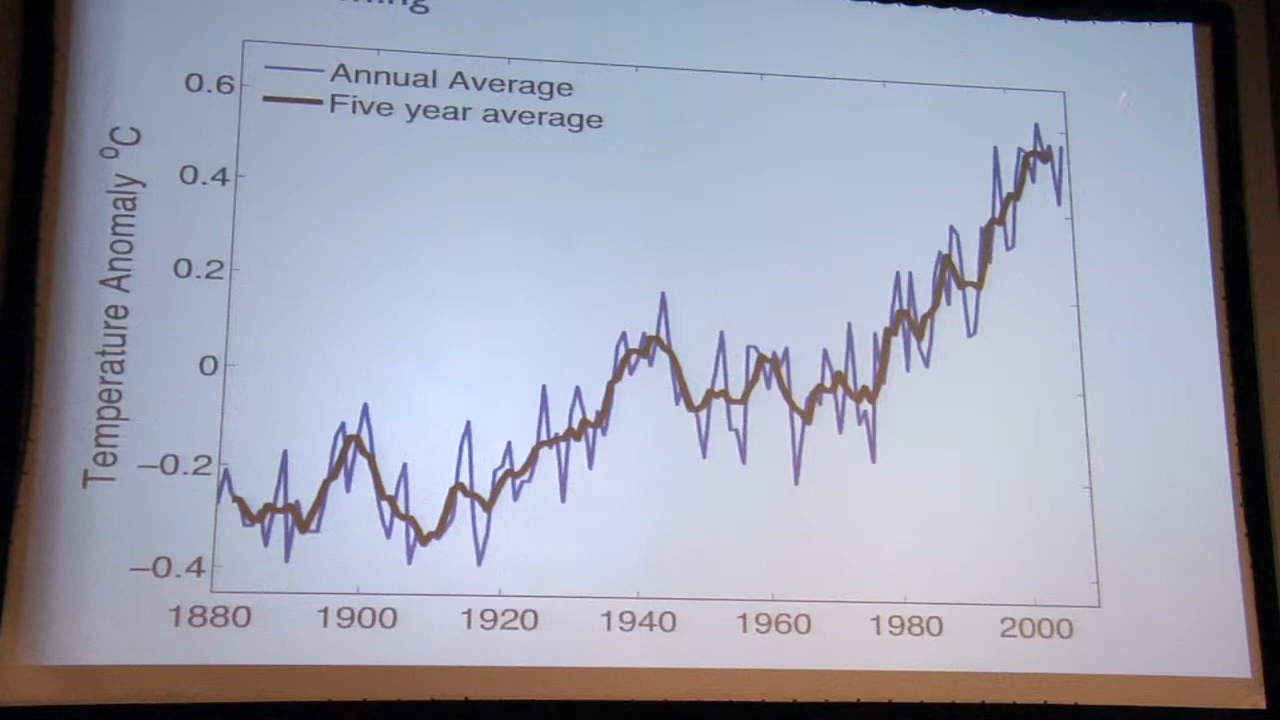 Annual Average
Five year average
Temperature Anomaly °C
0.6
0.4
0.2
0
−0.2
−0.4
1880 1900 1920 1940 1960 1980 2000